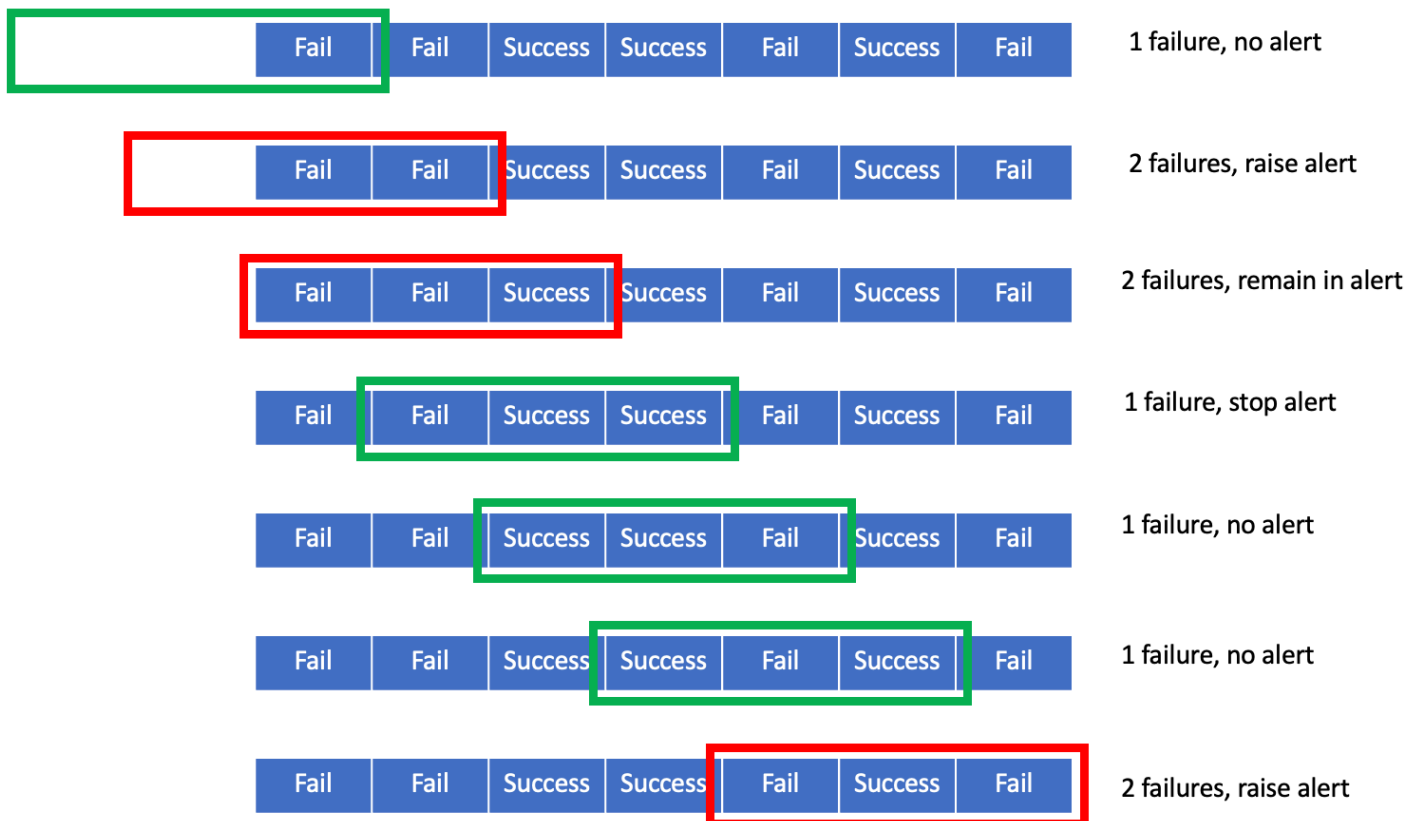 Fail Fail Success Success Fail Success Fail 1 failure, no alert
Fail Fail Success Success Fail Success Fail 2 failures, raise alert
Fail Fail Success Success Fail Success Fail 2 failures, remain in alert
Fail Fail Success Success Fail Success Fail 1 failure, stop alert
Fail Fail Success Success Fail Success Fail 1 failure, no alert
Fail Fail Success Success Fail Success Fail 1 failure, no alert
Fail Fail Success Success Fail Success Fail 2 failures, raise alert